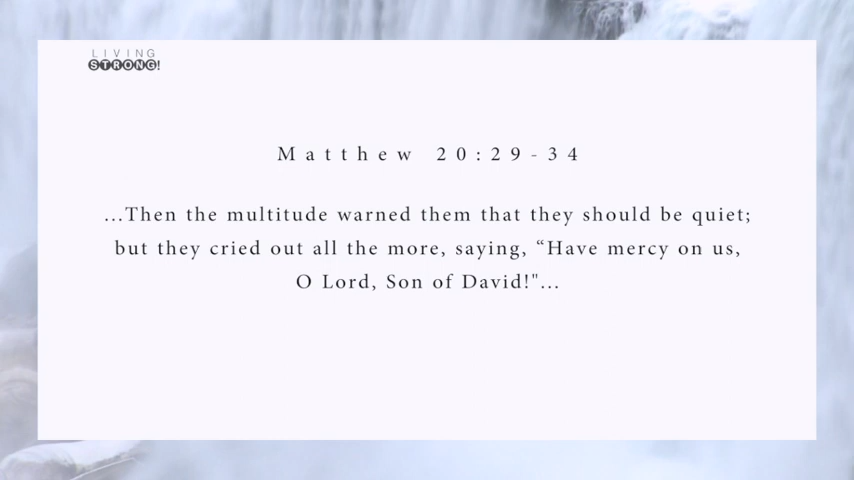 LIVING
STRONG!
Matthew 20:29-34
...Then the multitude warned them that they should be quiet;
but they cried out all the more, saying, “Have mercy on us,
O Lord, Son of David!"...